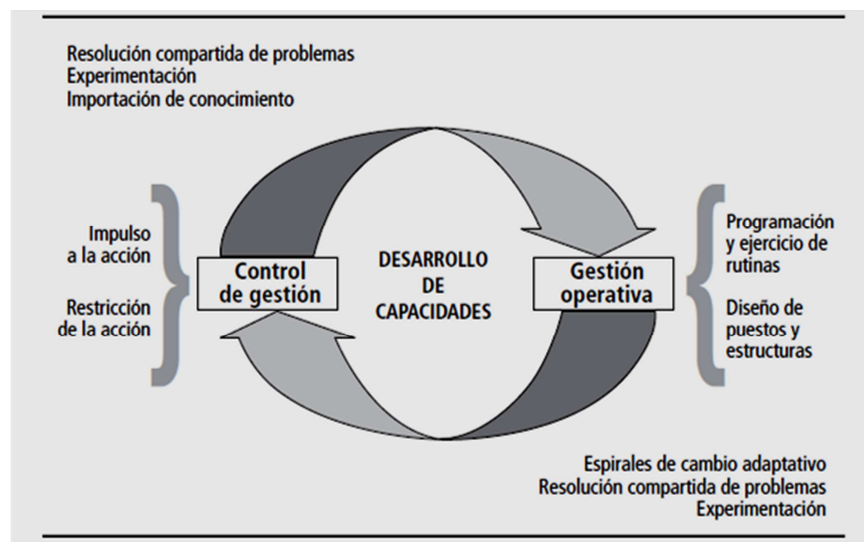 Resolución compartida de problemas
Experimentación
Importación de conocimiento
Impulso
a la acción
Restricción
de la acción
Control
de gestión
DESARROLLO
DE
CAPACIDADES
Gestión
operativa
Programación
y ejercicio de
rutinas
Diseño de
puestos y
estructuras
Espirales de cambio adaptativo
Resolución compartida de problemas
Experimentación